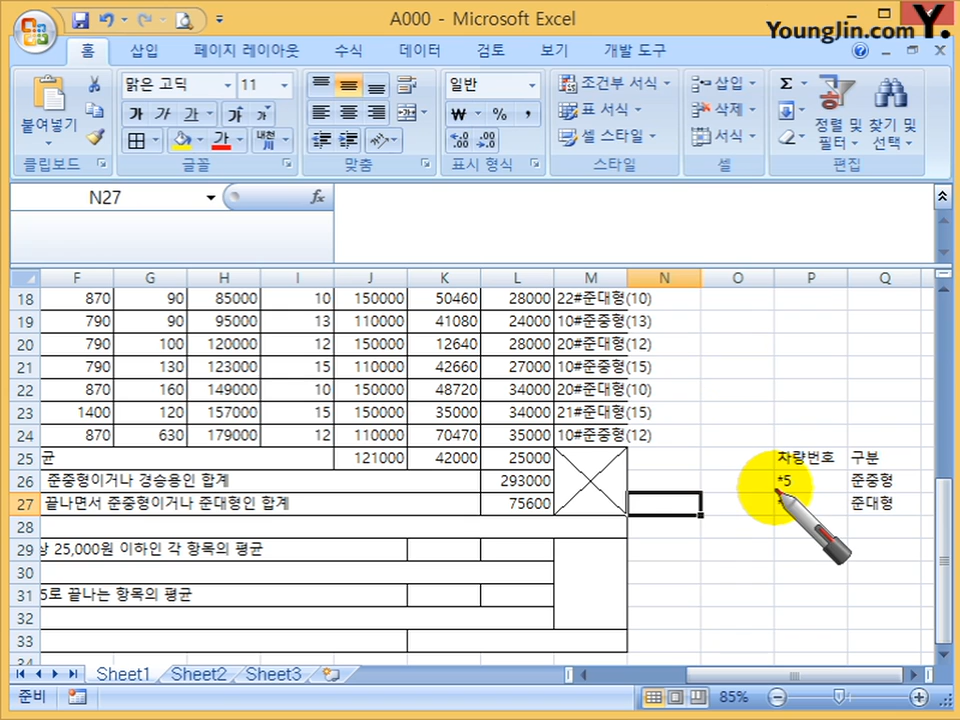 A000 - Microsoft Excel
YoungJin.com Y.
홈 삽입 페이지 레이아웃 수식 데이터 검토 보기 개발 도구
붙여넣기
클립보드
맑은 고딕 11
가 가 가 가 가
가 내천
글꼴
맞춤
일반
₩ % ,
표시 형식
조건부 서식
표 서식
셀 스타일
스타일
삽입
삭제
서식
셀
Σ
정렬 및 필터
찾기 및 선택
편집
N27 fx
F G H I J K L M N O P Q
18 870 90 85000 10 150000 50460 28000 22#준대형(10)
19 790 90 95000 13 110000 41080 24000 10#준중형(13)
20 790 100 120000 12 150000 12640 28000 20#준대형(12)
21 790 130 123000 15 110000 42660 27000 10#준중형(15)
22 870 160 149000 10 150000 48720 34000 20#준대형(10)
23 1400 120 157000 15 150000 35000 34000 21#준대형(15)
24 870 630 179000 12 110000 70470 35000 10#준중형(12)
25 균 121000 42000 25000 차량번호 구분
26 준중형이거나 경승용인 합계 293000 *5 준중형
27 끝나면서 준중형이거나 준대형인 합계 75600 준대형
28
29 상 25,000원 이하인 각 항목의 평균
30
31 5로 끝나는 항목의 평균
32
33
34
Sheet1 Sheet2 Sheet3
준비 85%